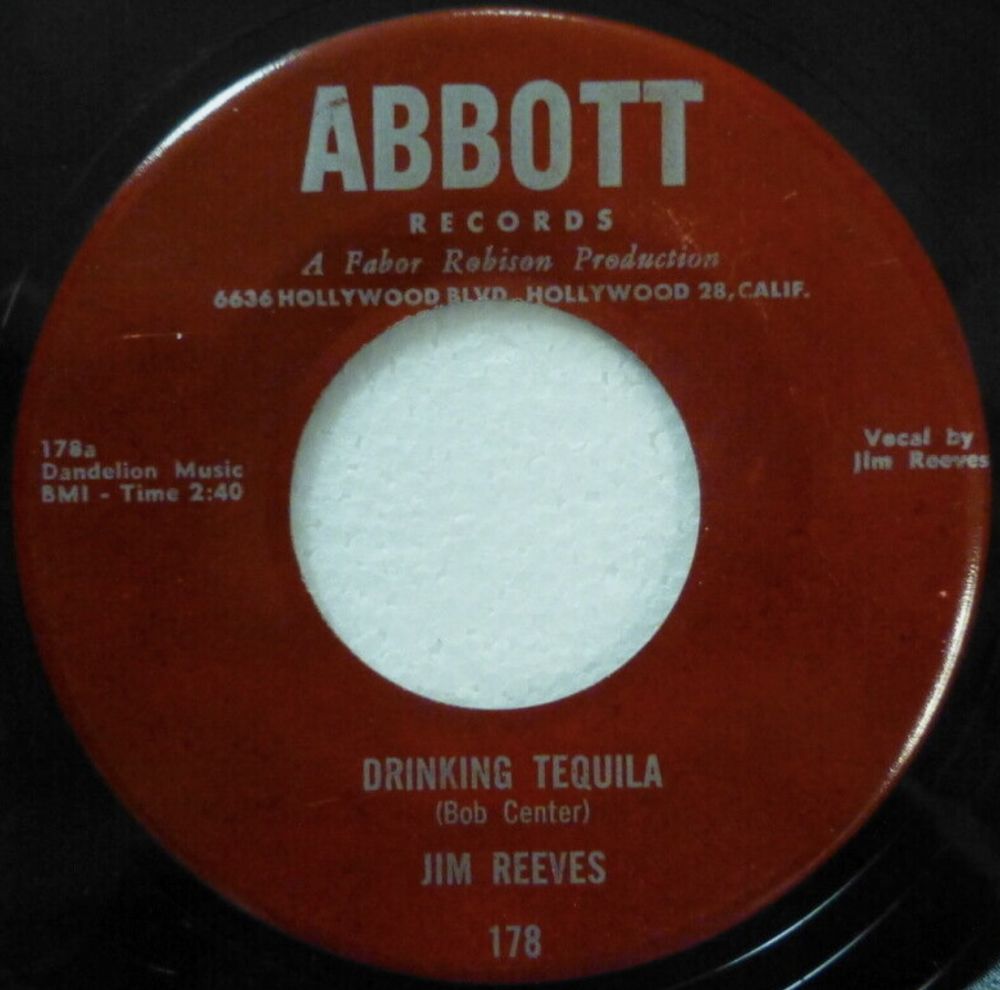 ABBOTT
RECORDS
A Fabor Robison Production
6636 HOLLYWOOD BLVD. HOLLYWOOD 28, CALIF.
178a
Dandelion Music
BMI - Time 2:40
Vocal by
Jim Reeves
DRINKING TEQUILA
(Bob Center)
JIM REEVES
178